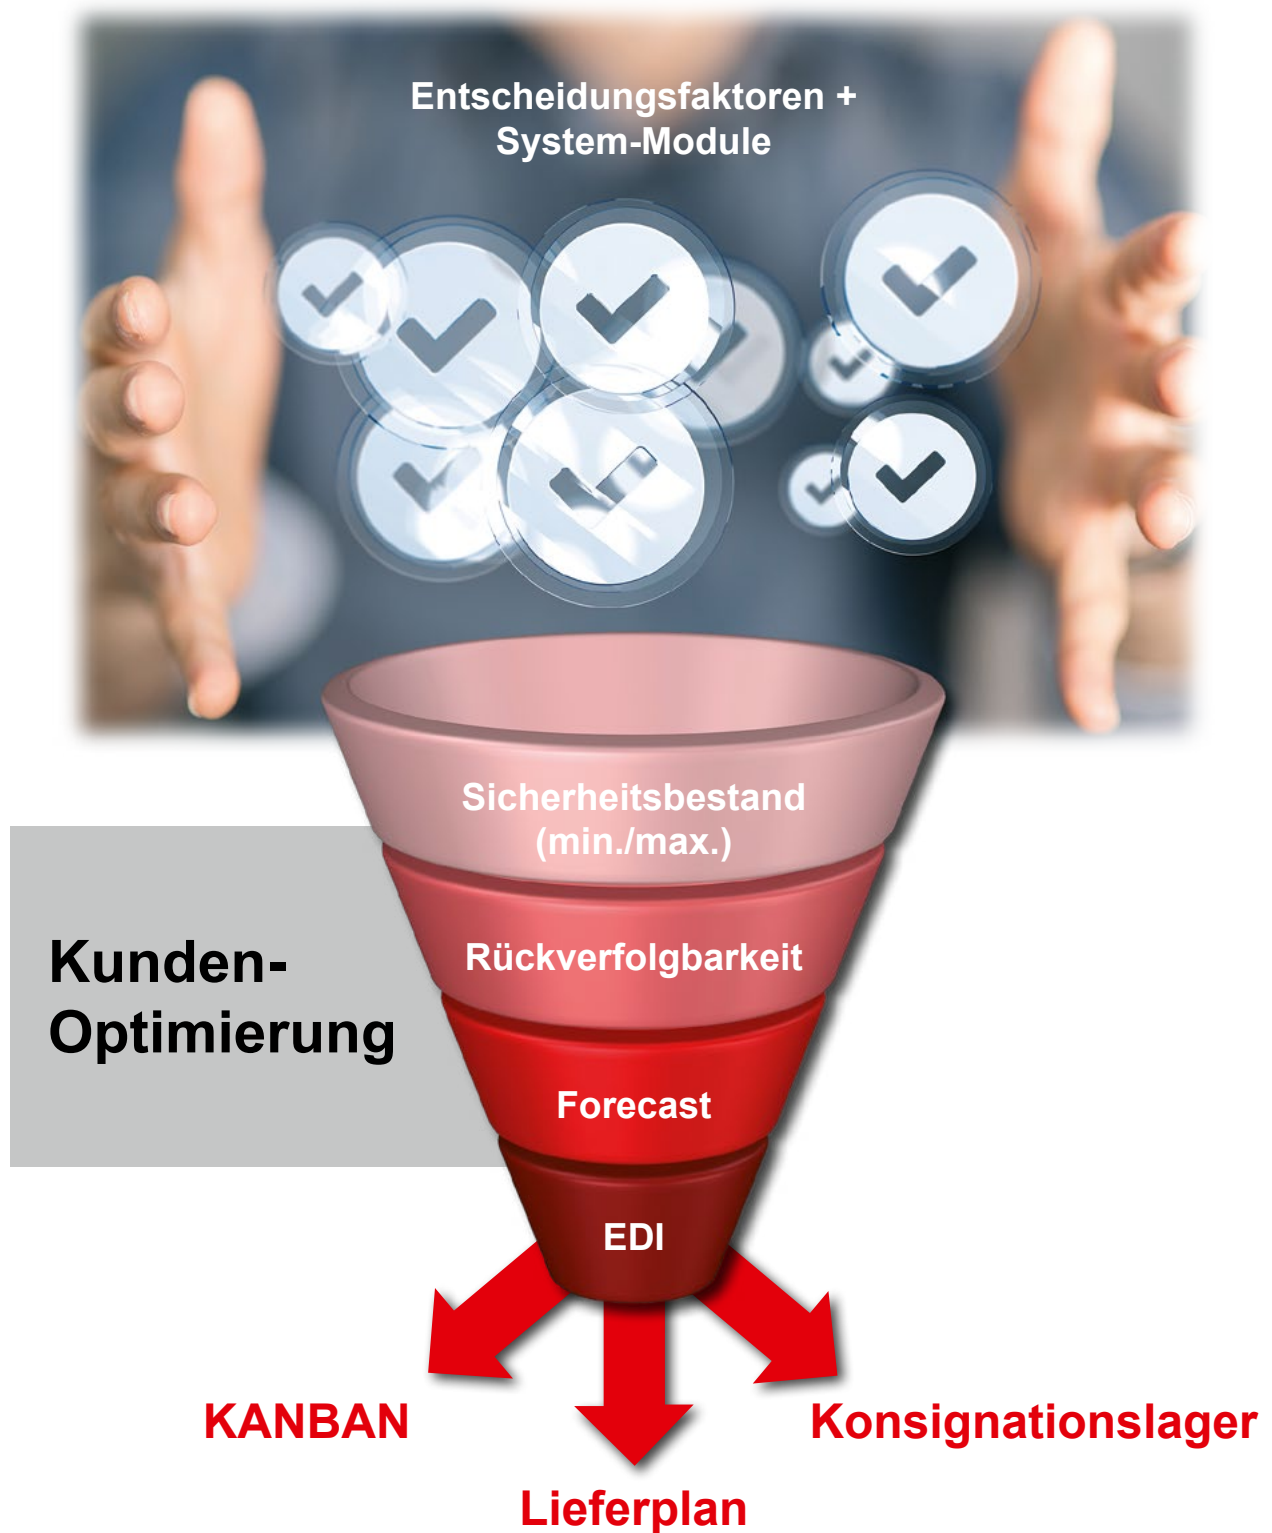 Entscheidungsfaktoren +
System-Module
Sicherheitsbestand
(min./max.)
Rückverfolgbarkeit
Kunden-
Optimierung
Forecast
EDI
KANBAN
Konsignationslager
Lieferplan